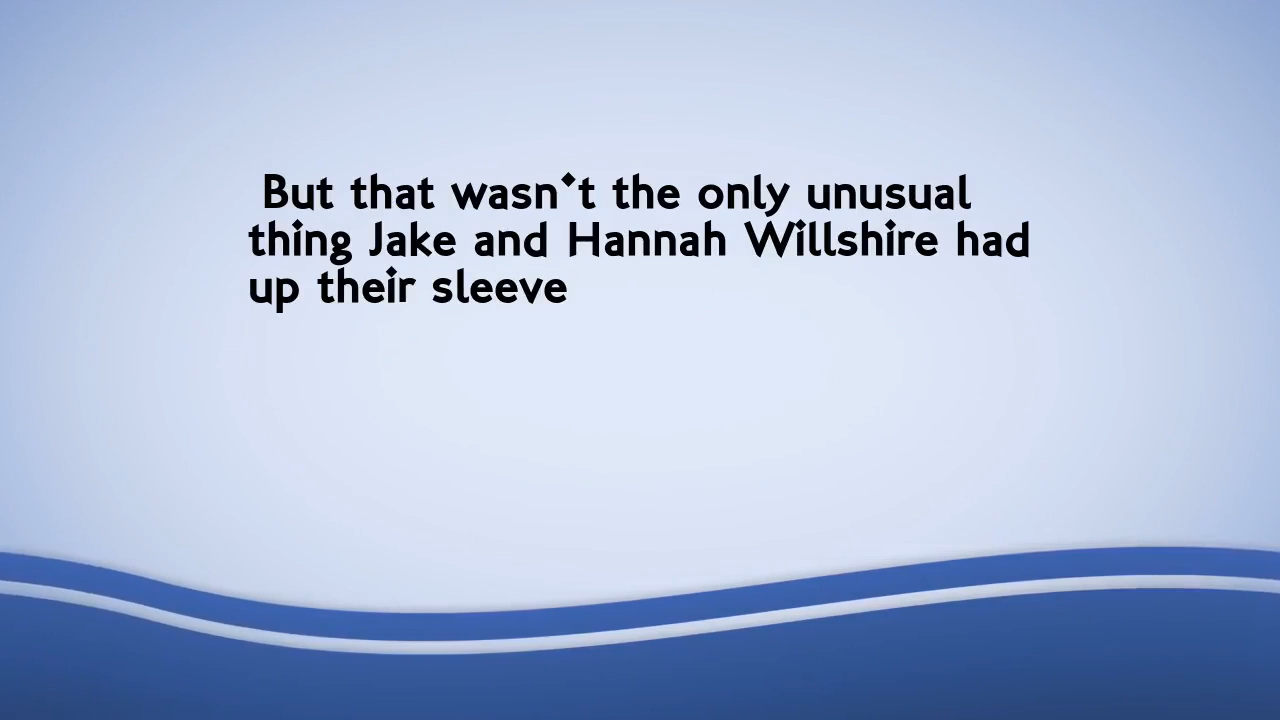 But that wasn't the only unusual
thing Jake and Hannah Willshire had
up their sleeve